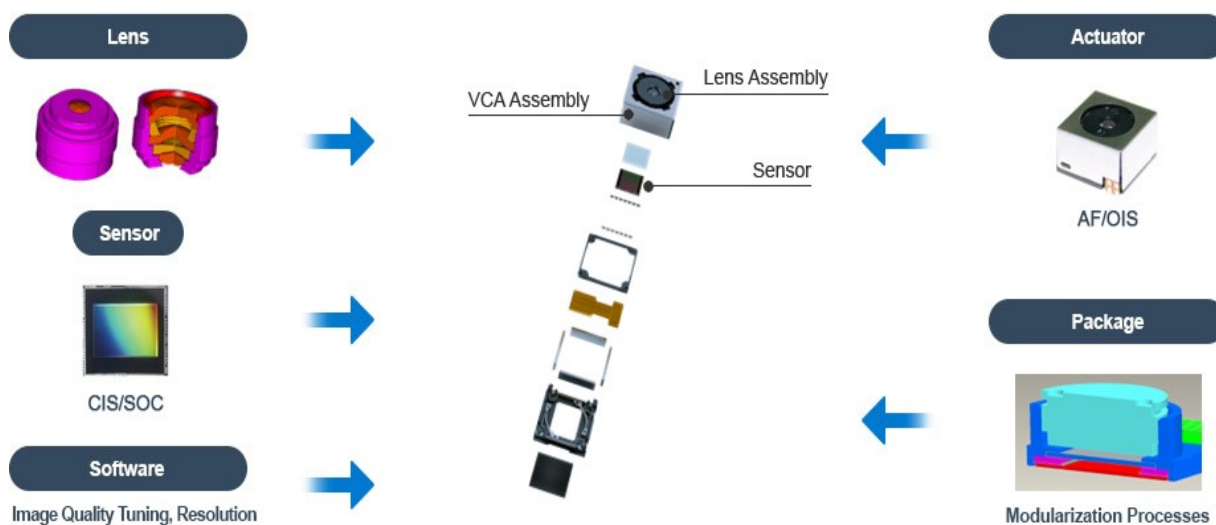 Lens
Actuator
Lens Assembly
VCA Assembly
Sensor
AF/OIS
Sensor
Package
CIS/SOC
Software
Image Quality Tuning, Resolution
Modularization Processes